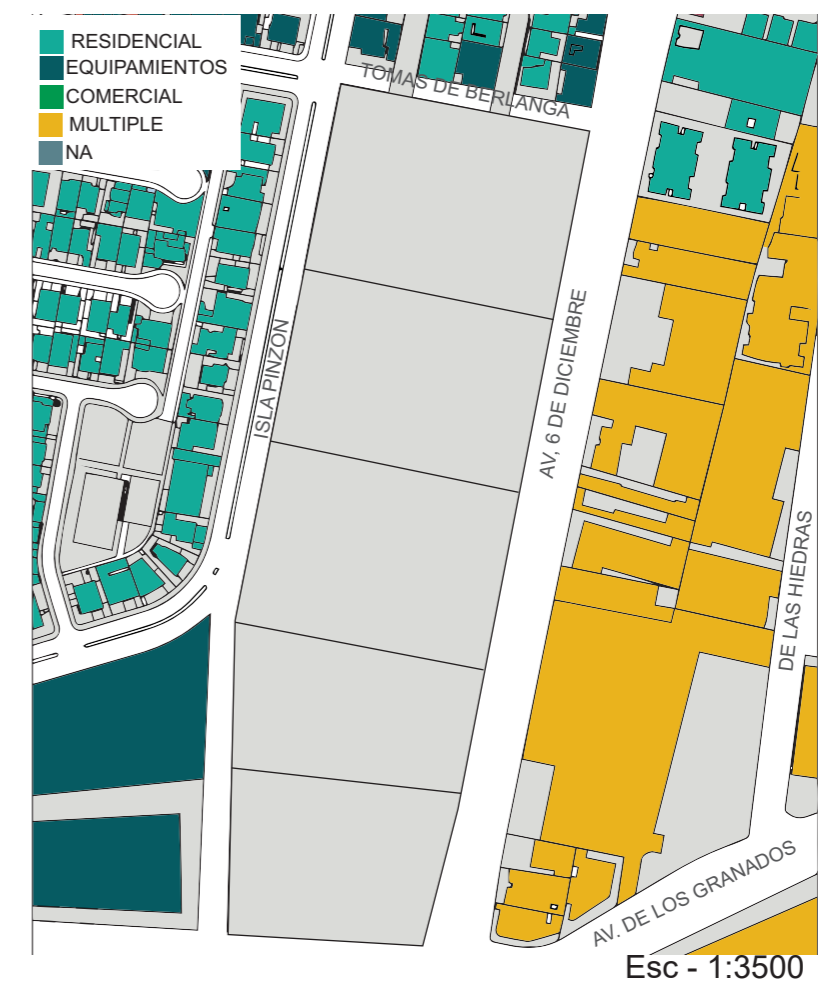 RESIDENCIAL
EQUIPAMIENTOS
COMERCIAL
MULTIPLE
NA
TOMAS DE BERLANGA
ISLA PINZON
AV, 6 DE DICIEMBRE
DE LAS HIEDRAS
AV. DE LOS GRANADOS
Esc - 1:3500